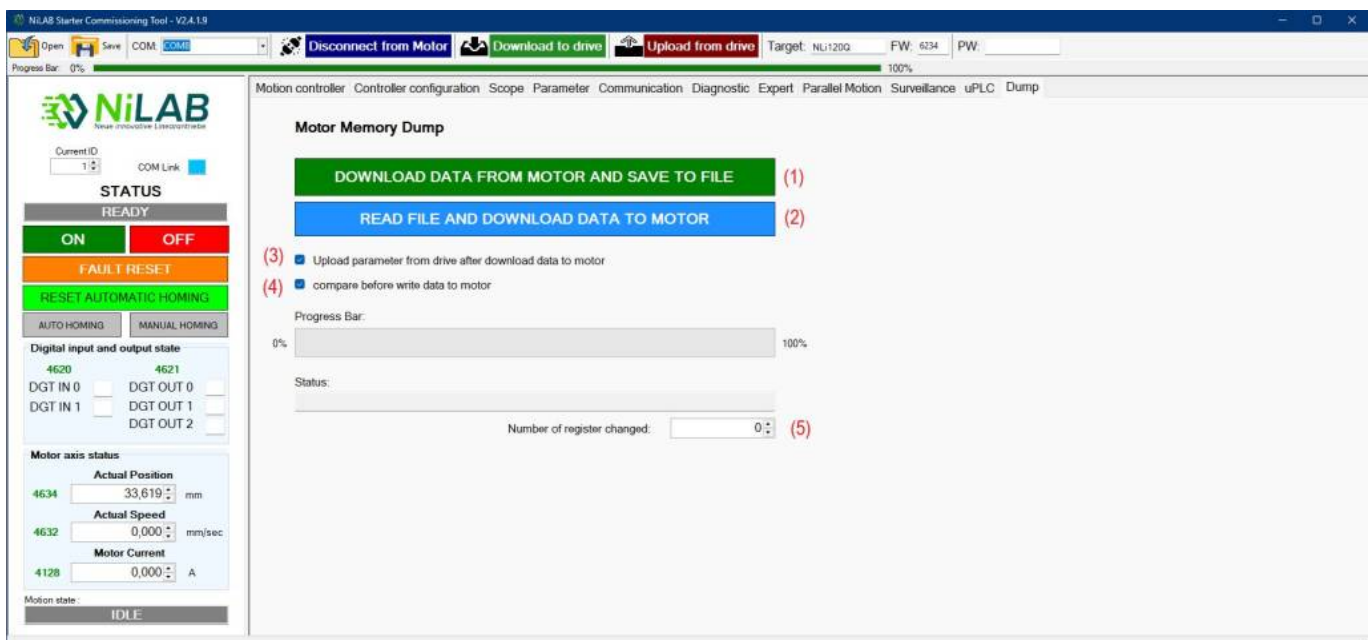 NiLAB Starter Commissioning Tool - V2.4.1.9
Open Save COM: COM8 Disconnect from Motor Download to drive Upload from drive Target: NLi120Q FW: 6234 PW:
Progress Bar: 0% 100%
Motion controller Controller configuration Scope Parameter Communication Diagnostic Expert Parallel Motion Surveillance uPLC Dump
NiLAB
Neue innovative Linearantriebe
Current ID
1 COM Link
STATUS
READY
ON OFF
FAULT RESET
RESET AUTOMATIC HOMING
AUTO HOMING MANUAL HOMING
Digital input and output state
4620 4621
DGT IN 0 DGT OUT 0
DGT IN 1 DGT OUT 1
DGT OUT 2
Motor axis status
Actual Position
4634 33,619 mm
Actual Speed
4632 0,000 mm/sec
Motor Current
4128 0,000 A
Motion state :
IDLE
Motor Memory Dump
DOWNLOAD DATA FROM MOTOR AND SAVE TO FILE (1)
READ FILE AND DOWNLOAD DATA TO MOTOR (2)
(3) Upload parameter from drive after download data to motor
(4) compare before write data to motor
Progress Bar:
0% 100%
Status:
Number of register changed: 0 (5)